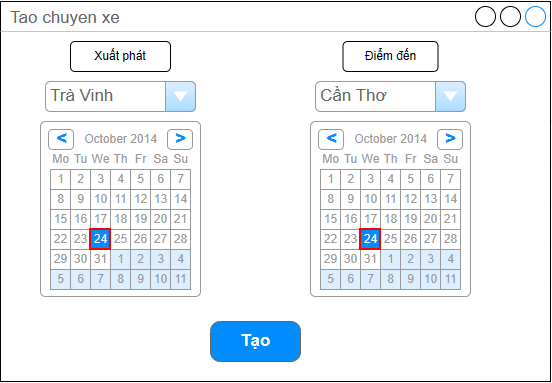 Tao chuyen xe
Xuất phát
Điểm đến
Trà Vinh
Cần Thơ
< October 2014 >
Mo Tu We Th Fr Sa Su
1 2 3 4 5 6 7
8 9 10 11 12 13 14
15 16 17 18 19 20 21
22 23 24 25 26 27 28
29 30 31 1 2 3 4
5 6 7 8 9 10 11
< October 2014 >
Mo Tu We Th Fr Sa Su
1 2 3 4 5 6 7
8 9 10 11 12 13 14
15 16 17 18 19 20 21
22 23 24 25 26 27 28
29 30 31 1 2 3 4
5 6 7 8 9 10 11
Tạo